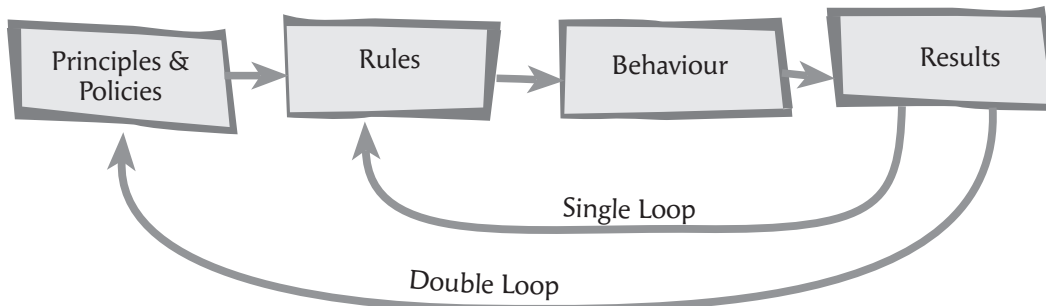 Principles &
Policies
Rules
Behaviour
Results
Single Loop
Double Loop